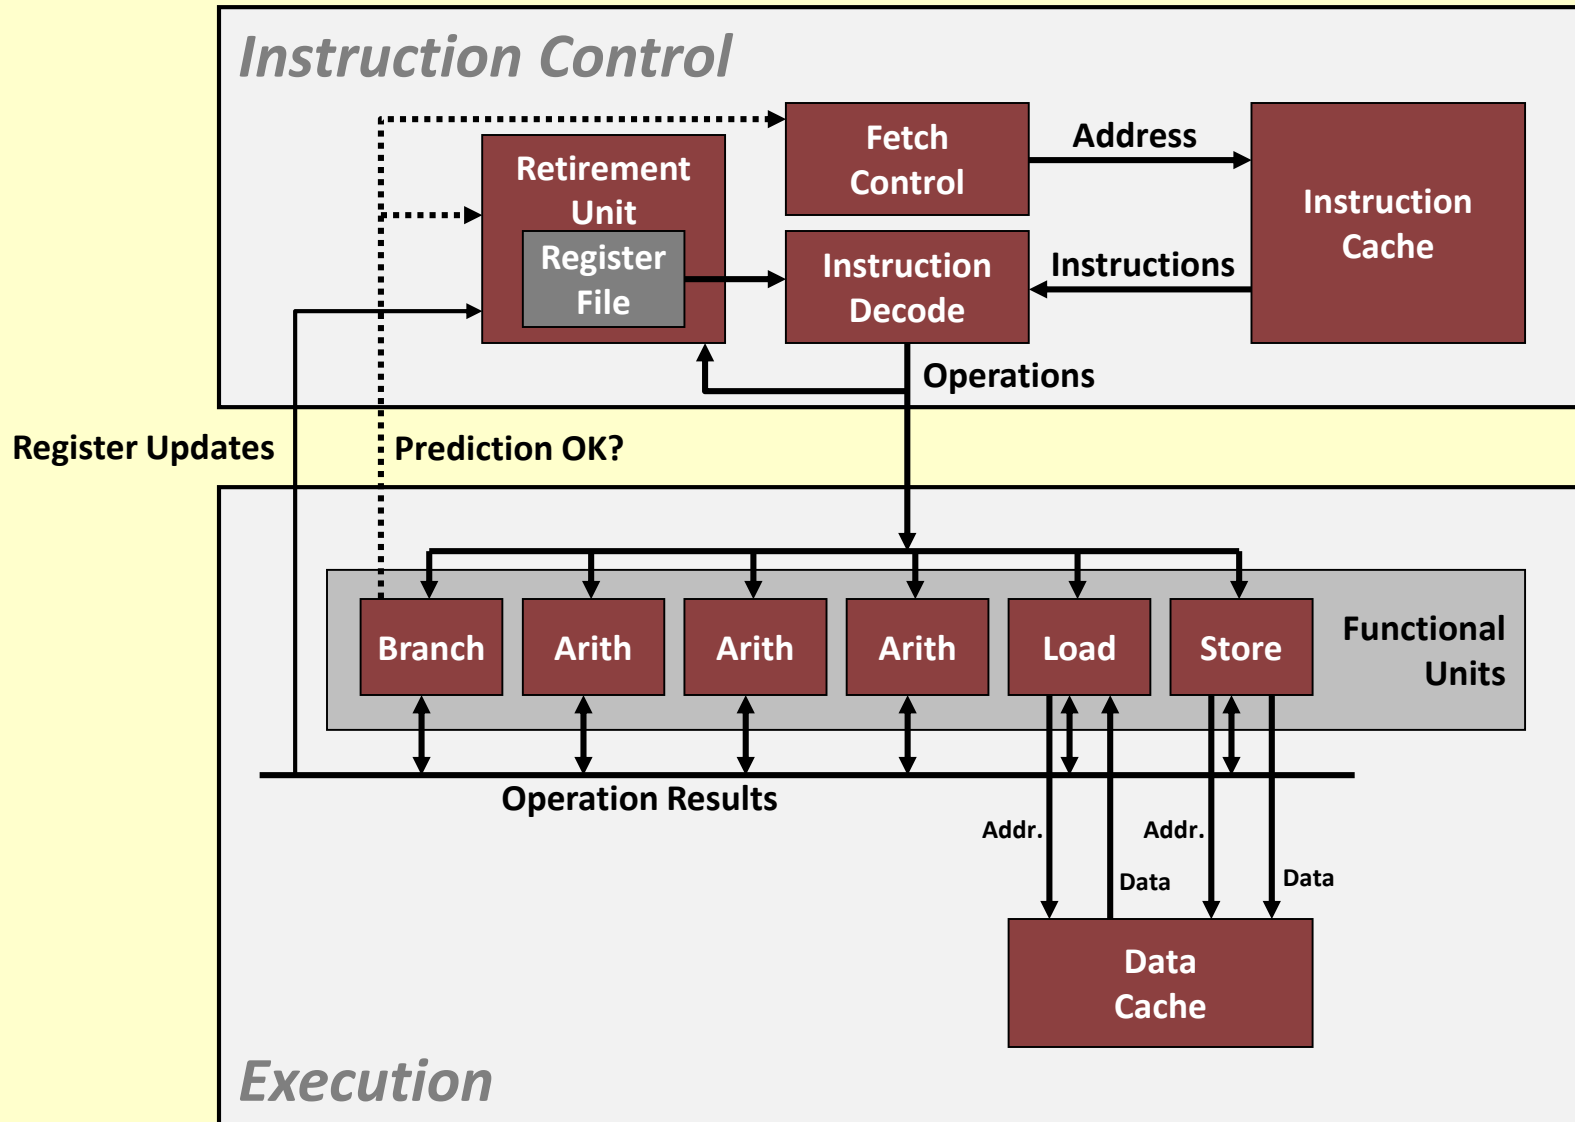 Instruction Control
Fetch
Control
Address
Instruction
Cache
Retirement
Unit
Register
File
Instruction
Decode
Instructions
Operations
Register Updates
Prediction OK?
Branch
Arith
Arith
Arith
Load
Store
Functional
Units
Operation Results
Addr.
Addr.
Data
Data
Data
Cache
Execution